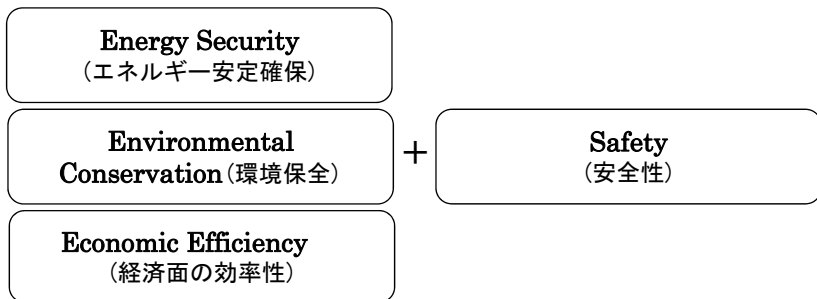 Energy Security
(エネルギー安定確保)
Environmental
Conservation(環境保全)
+
Safety
(安全性)
Economic Efficiency
(経済面の効率性)